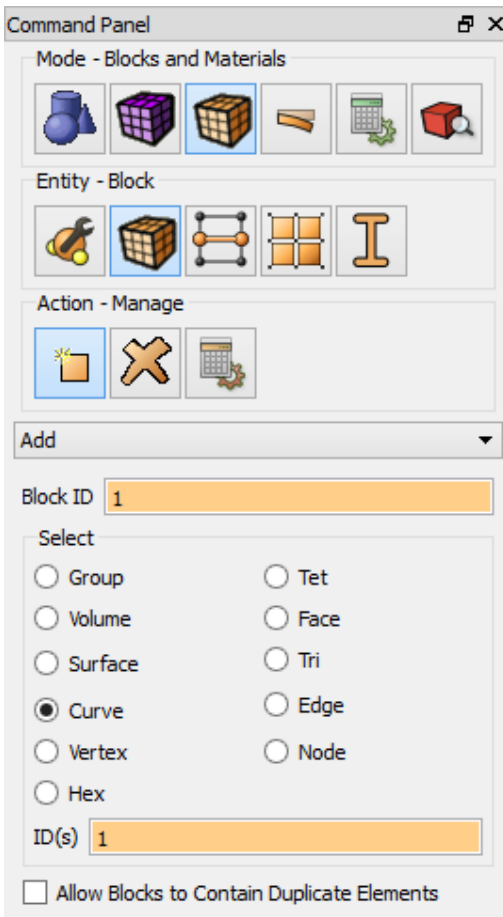 Command Panel
Mode - Blocks and Materials
Entity - Block
Action - Manage
Add
Block ID 1
Select
Group Tet
Volume Face
Surface Tri
Curve Edge
Vertex Node
Hex
ID(s) 1
Allow Blocks to Contain Duplicate Elements